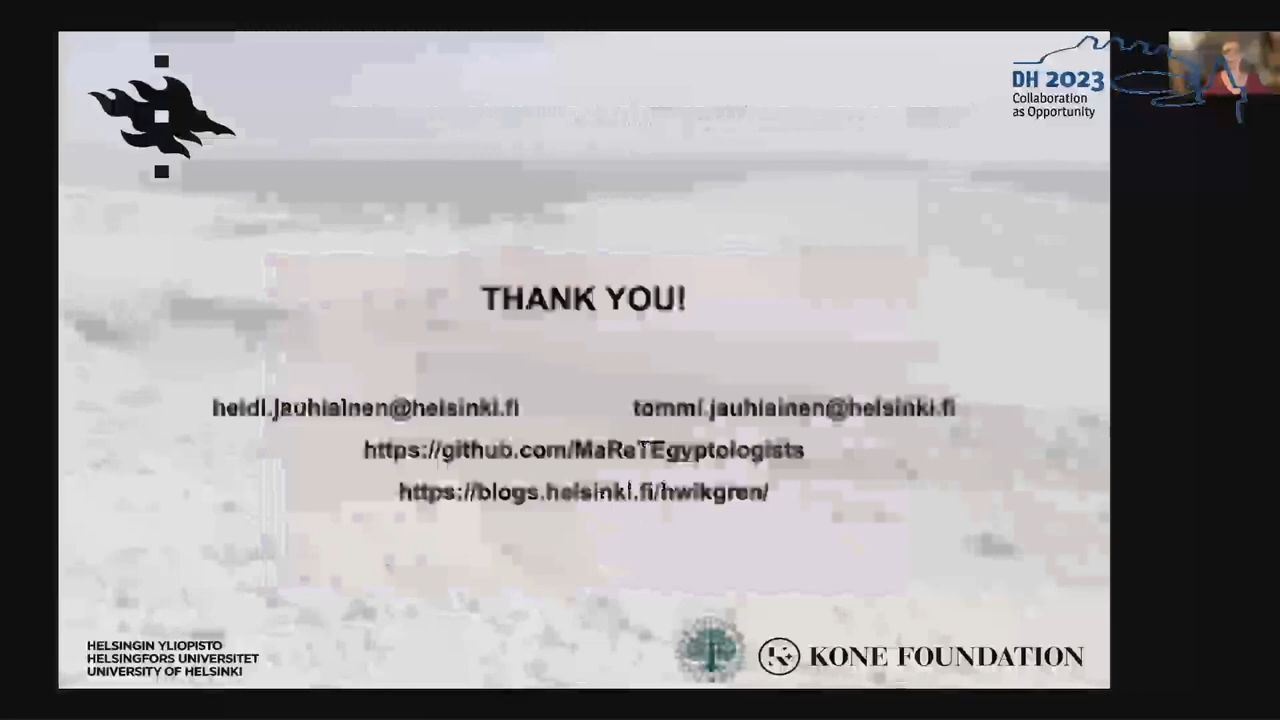 DH 2023
Collaboration
as Opportunity
THANK YOU!
heidi.jauhiainen@helsinki.fi tommi.jauhiainen@helsinki.fi
https://github.com/MaReTEgyptologists
https://blogs.helsinki.fi/hwikgren/
HELSINGIN YLIOPISTO
HELSINGFORS UNIVERSITET
UNIVERSITY OF HELSINKI
KONE FOUNDATION